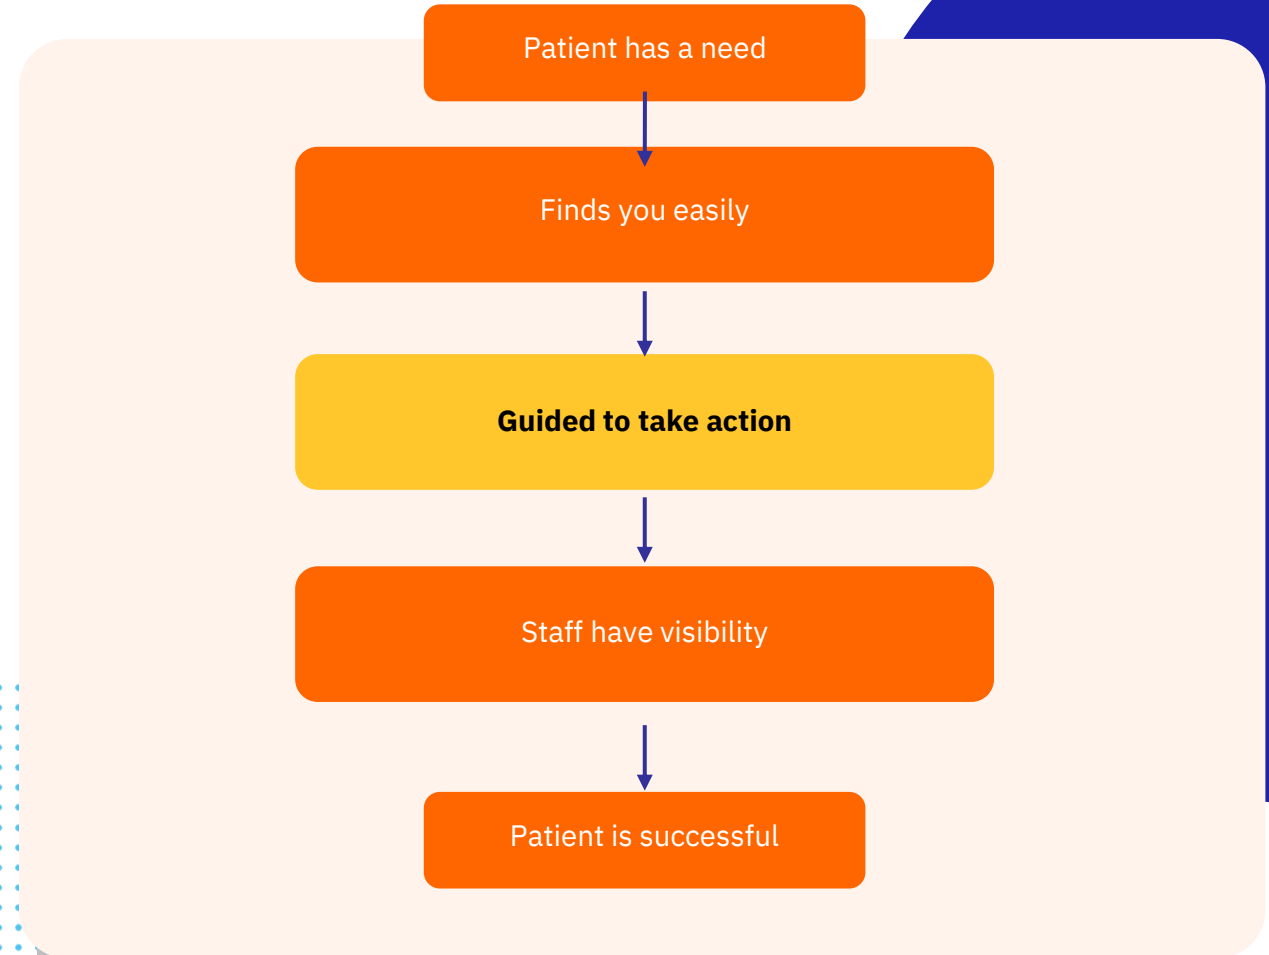 Patient has a need
Finds you easily
Guided to take action
Staff have visibility
Patient is successful